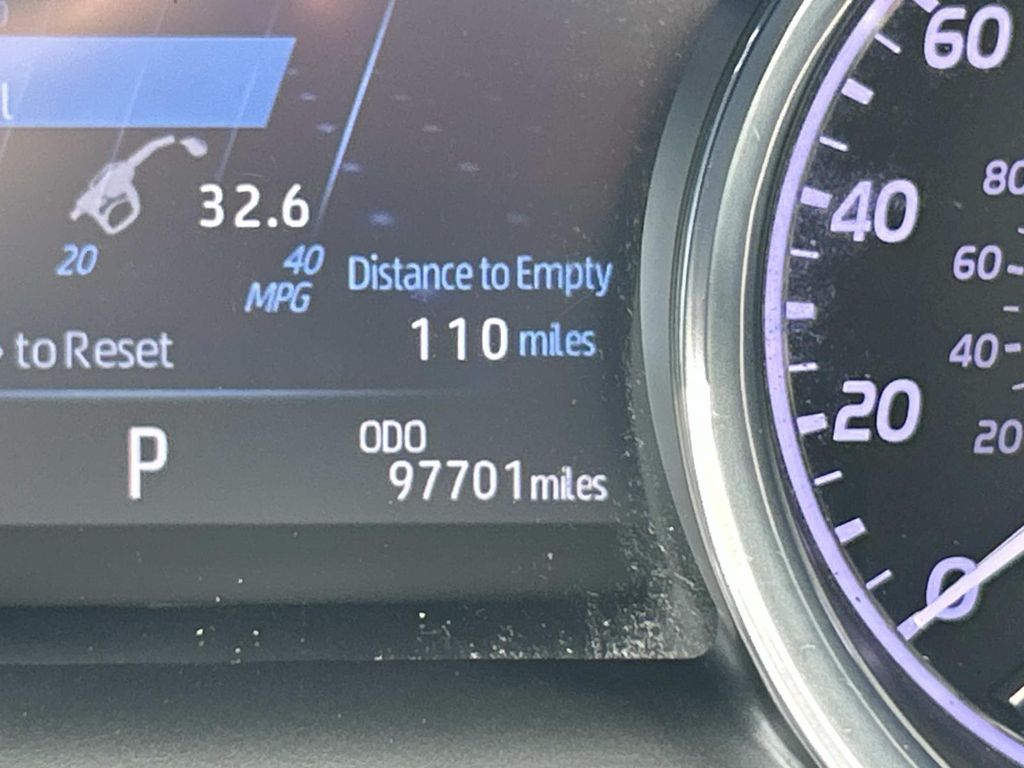 32.6
20 40
MPG
Distance to Empty
110 miles
to Reset
P
ODO
97701 miles
60
40
20
0
80
60
40
20